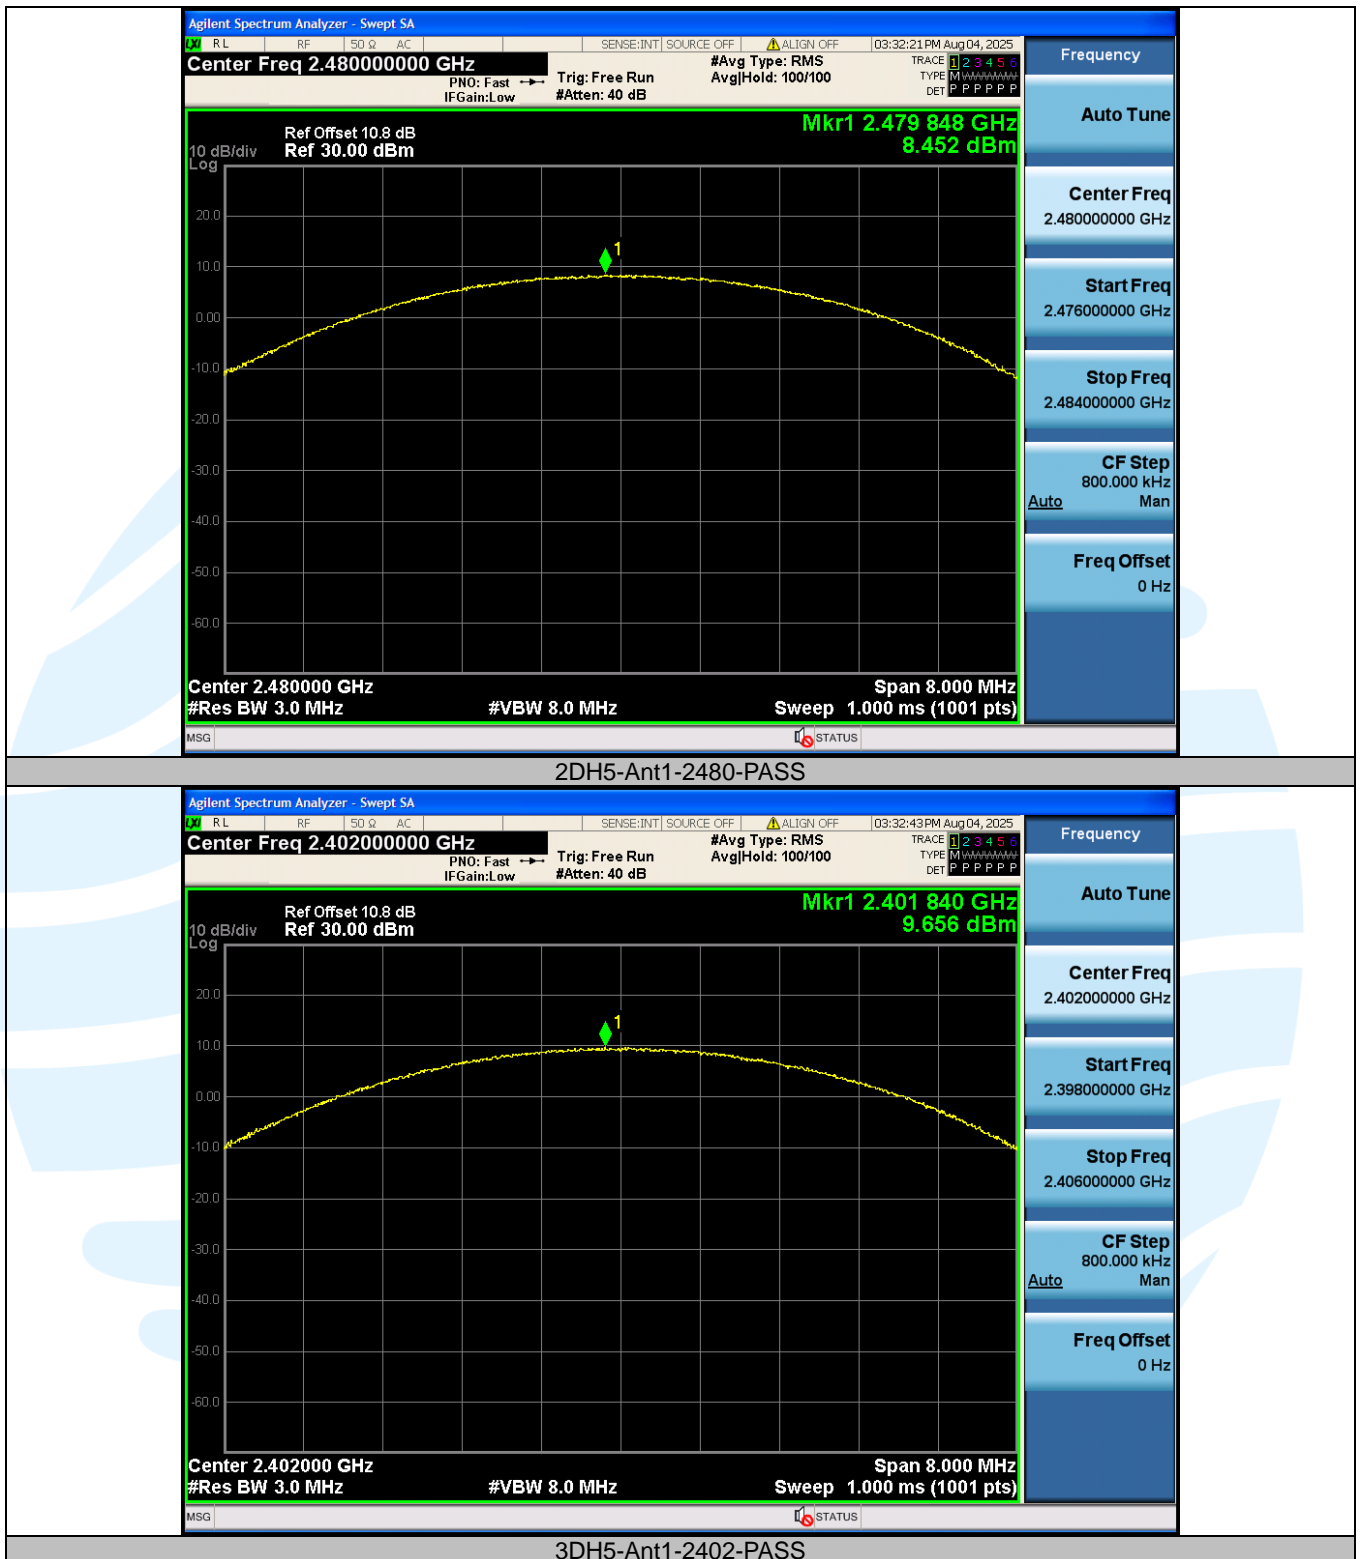 Agilent Spectrum Analyzer - Swept SA
LXI RL RF 50 Ω AC SENSE:INT SOURCE OFF ALIGN OFF 03:32:21 PM Aug 04, 2025
Center Freq 2.480000000 GHz
#Avg Type: RMS
TRACE 1 2 3 4 5 6
PNO: Fast Trig: Free Run Avg|Hold: 100/100
TYPE M WWWWW
IFGain:Low #Atten: 40 dB
DET P P P P P P
Frequency
Auto Tune
Mkr1 2.479 848 GHz
8.452 dBm
Ref Offset 10.8 dB
10 dB/div Ref 30.00 dBm
Log
20.0
10.0
0.00
-10.0
-20.0
-30.0
-40.0
-50.0
-60.0
1
Center Freq
2.480000000 GHz
Start Freq
2.476000000 GHz
Stop Freq
2.484000000 GHz
CF Step
800.000 kHz
Auto Man
Freq Offset
0 Hz
Center 2.480000 GHz Span 8.000 MHz
#Res BW 3.0 MHz #VBW 8.0 MHz Sweep 1.000 ms (1001 pts)
MSG STATUS
2DH5-Ant1-2480-PASS
Agilent Spectrum Analyzer - Swept SA
LXI RL RF 50 Ω AC SENSE:INT SOURCE OFF ALIGN OFF 03:32:43 PM Aug 04, 2025
Center Freq 2.402000000 GHz
#Avg Type: RMS
TRACE 1 2 3 4 5 6
PNO: Fast Trig: Free Run Avg|Hold: 100/100
TYPE M WWWWW
IFGain:Low #Atten: 40 dB
DET P P P P P P
Frequency
Auto Tune
Mkr1 2.401 840 GHz
9.656 dBm
Ref Offset 10.8 dB
10 dB/div Ref 30.00 dBm
Log
20.0
10.0
0.00
-10.0
-20.0
-30.0
-40.0
-50.0
-60.0
1
Center Freq
2.402000000 GHz
Start Freq
2.398000000 GHz
Stop Freq
2.406000000 GHz
CF Step
800.000 kHz
Auto Man
Freq Offset
0 Hz
Center 2.402000 GHz Span 8.000 MHz
#Res BW 3.0 MHz #VBW 8.0 MHz Sweep 1.000 ms (1001 pts)
MSG STATUS
3DH5-Ant1-2402-PASS